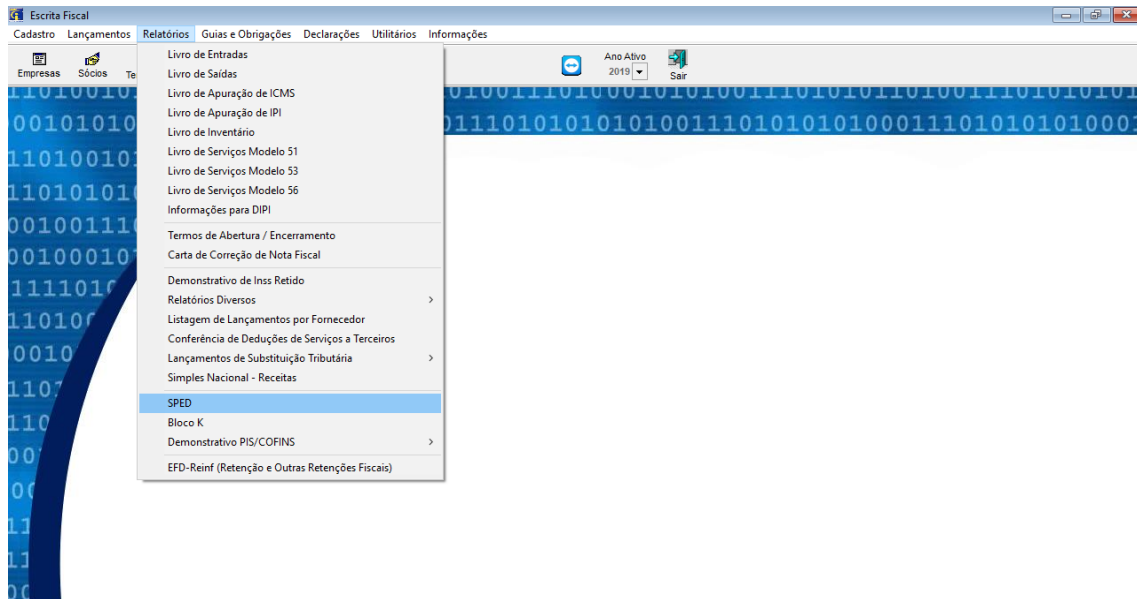 Escrita Fiscal
Cadastro Lançamentos Relatórios Guias e Obrigações Declarações Utilitários Informações
Empresas Sócios Te Ano Ativo 2019 Sair
Livro de Entradas
Livro de Saídas
Livro de Apuração de ICMS
Livro de Apuração de IPI
Livro de Inventário
Livro de Serviços Modelo 51
Livro de Serviços Modelo 53
Livro de Serviços Modelo 56
Informações para DIPI
Termos de Abertura / Encerramento
Carta de Correção de Nota Fiscal
Demonstrativo de Inss Retido
Relatórios Diversos
Listagem de Lançamentos por Fornecedor
Conferência de Deduções de Serviços a Terceiros
Lançamentos de Substituição Tributária
Simples Nacional - Receitas
SPED
Bloco K
Demonstrativo PIS/COFINS
EFD-Reinf (Retenção e Outras Retenções Fiscais)